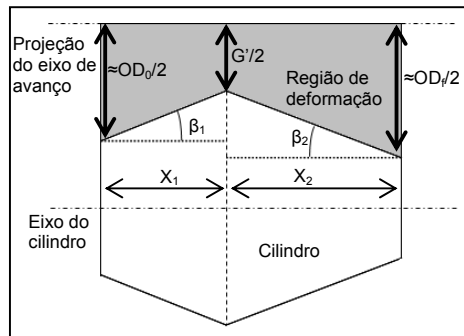 Projeção
do eixo de
avanço
≈OD₀/2
G'/2
Região de
deformação
≈ODf/2
β₁
β₂
X₁
X₂
Eixo do
cilindro
Cilindro